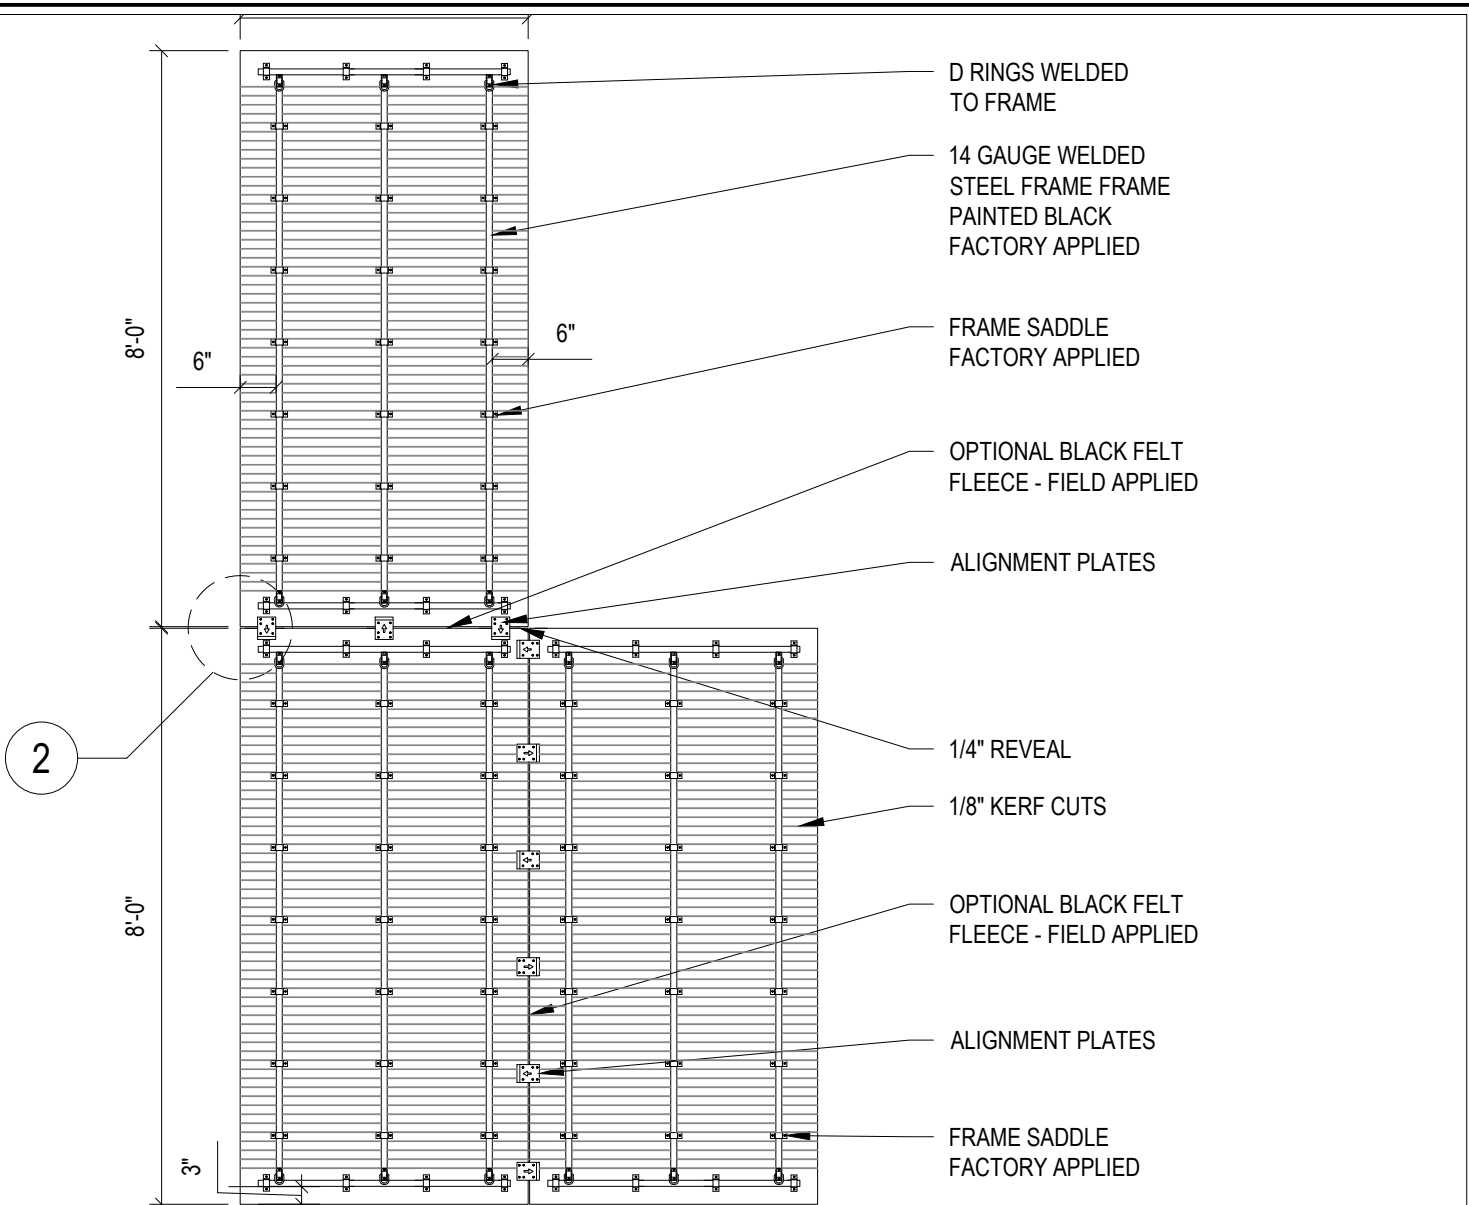 D RINGS WELDED
TO FRAME
14 GAUGE WELDED
STEEL FRAME FRAME
PAINTED BLACK
FACTORY APPLIED
8'-0"
6"
6"
FRAME SADDLE
FACTORY APPLIED
OPTIONAL BLACK FELT
FLEECE - FIELD APPLIED
ALIGNMENT PLATES
2
1/4" REVEAL
1/8" KERF CUTS
8'-0"
OPTIONAL BLACK FELT
FLEECE - FIELD APPLIED
ALIGNMENT PLATES
3"
FRAME SADDLE
FACTORY APPLIED